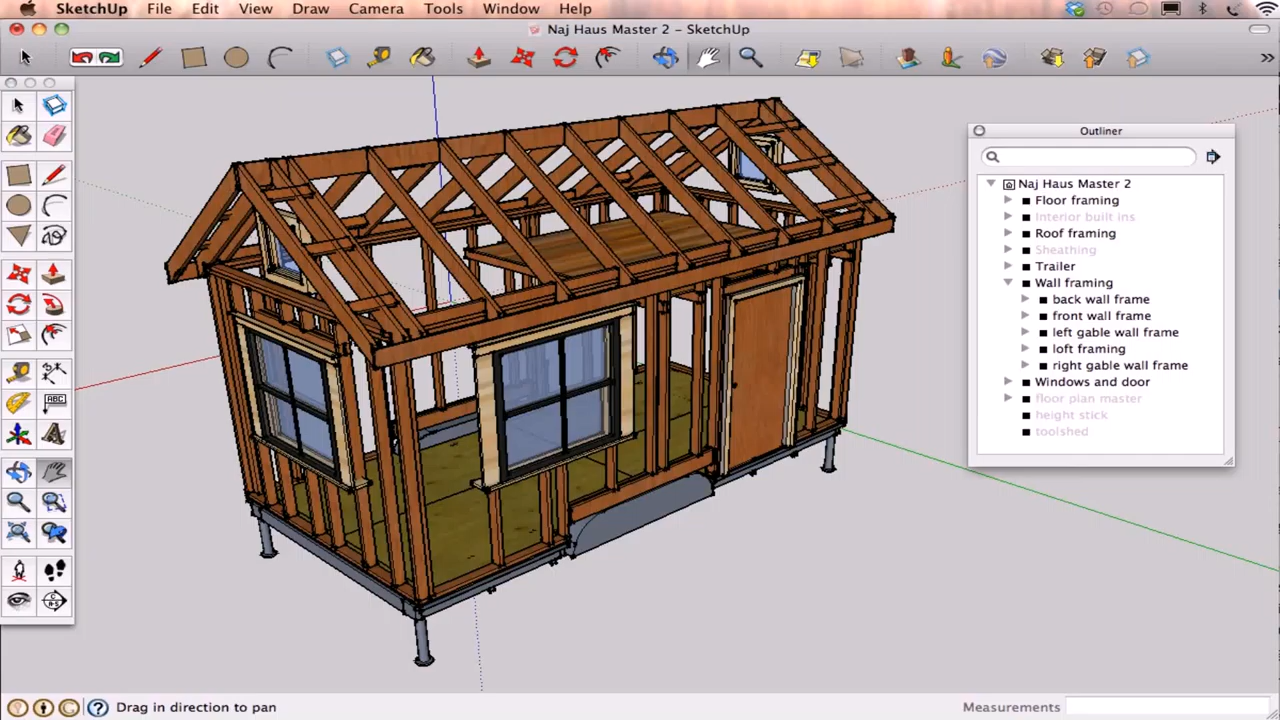 SketchUp File Edit View Draw Camera Tools Window Help
Naj Haus Master 2 - SketchUp
Outliner
Naj Haus Master 2
Floor framing
Interior built ins
Roof framing
Sheathing
Trailer
Wall framing
back wall frame
front wall frame
left gable wall frame
loft framing
right gable wall frame
Windows and door
floor plan master
height stick
toolshed
ABC
Drag in direction to pan
Measurements